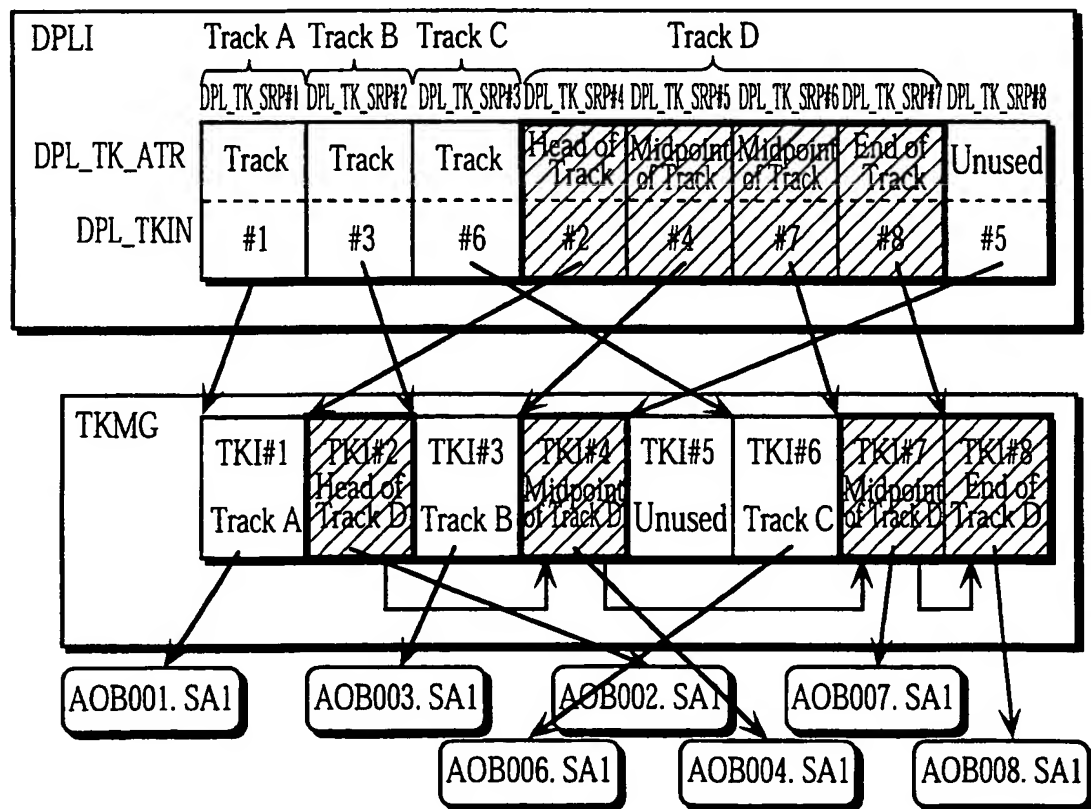 DPLI
Track A Track B Track C Track D
DPL_TK_SRP#1 DPL_TK_SRP#2 DPL_TK_SRP#3 DPL_TK_SRP#4 DPL_TK_SRP#5 DPL_TK_SRP#6 DPL_TK_SRP#7 DPL_TK_SRP#8
DPL_TK_ATR
Track
Track
Track
Head of
Track
Midpoint
of Track
Midpoint
of Track
End of
Track
Unused
DPL_TKIN
#1 #3 #6 #2 #4 #7 #8 #5
TKMG
TKI#1
Track A
TKI#2
Head of
Track D
TKI#3
Track B
TKI#4
Midpoint
of Track D
TKI#5
Unused
TKI#6
Track C
TKI#7
Midpoint
of Track D
TKI#8
End of
Track D
AOB001. SA1 AOB003. SA1 AOB002. SA1 AOB007. SA1
AOB006. SA1 AOB004. SA1 AOB008. SA1